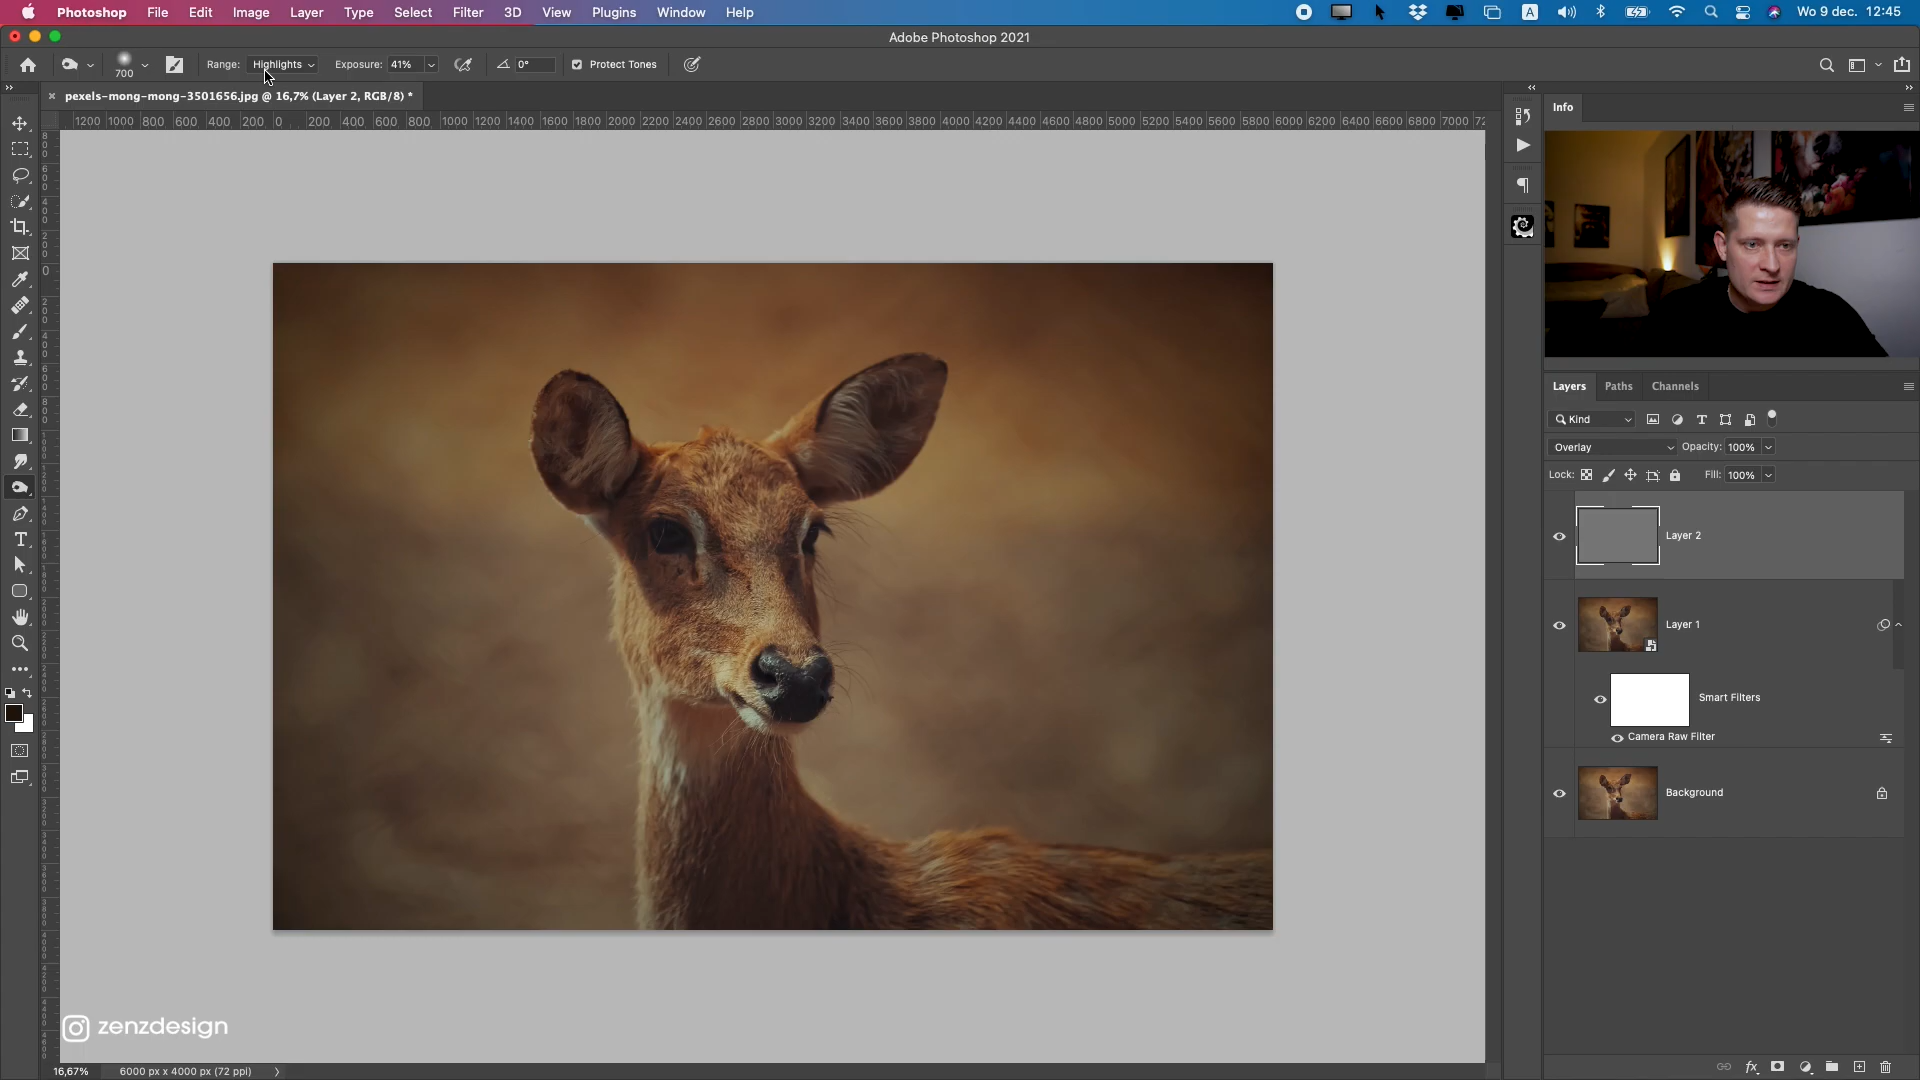 Photoshop File Edit Image Layer Type Select Filter 3D View Plugins Window Help A Wo 9 dec. 12:45
Adobe Photoshop 2021
700 Range: Highlights Exposure: 41% 0° Protect Tones
pexels-mong-mong-3501656.jpg @ 16,7% (Layer 2, RGB/8) *
1200 1000 800 600 400 200 0 200 400 600 800 1000 1200 1400 1600 1800 2000 2200 2400 2600 2800 3000 3200 3400 3600 3800 4000 4200 4400 4600 4800 5000 5200 5400 5600 5800 6000 6200 6400 6600 6800 7000
Info
Layers Paths Channels
Kind
Overlay Opacity: 100%
Lock: Fill: 100%
Layer 2
Layer 1
Smart Filters
Camera Raw Filter
Background
zenzdesign
16,67% 6000 px x 4000 px (72 ppi)